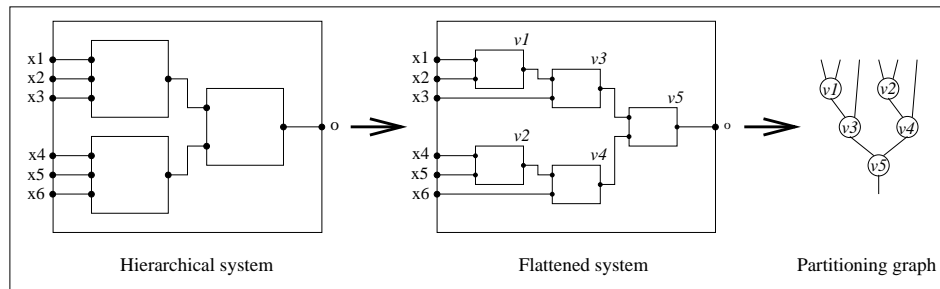 x1
x2
x3
x4
x5
x6
o
Hierarchical system
x1
x2
x3
x4
x5
x6
v1
v3
v5
v2
v4
o
Flattened system
v1
v2
v3
v4
v5
Partitioning graph